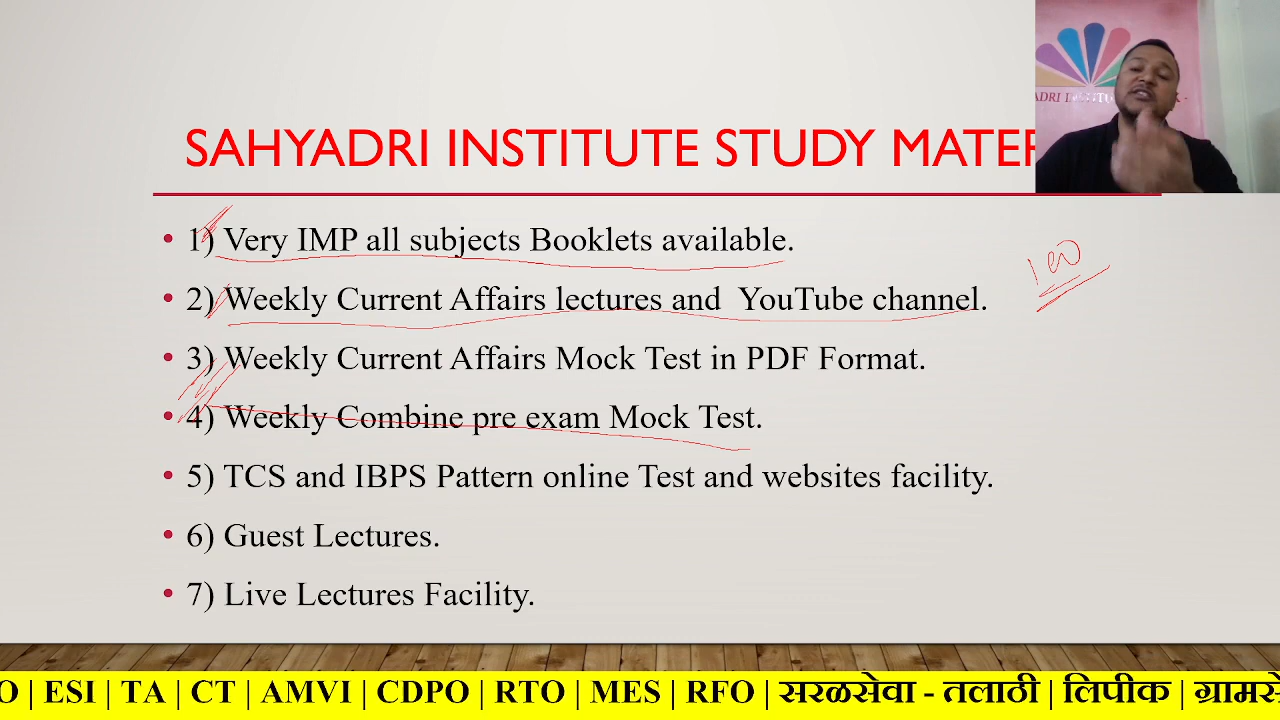 SAHYADRI INSTITUTE STUDY MATER
• 1) Very IMP all subjects Booklets available.
• 2) Weekly Current Affairs lectures and YouTube channel.
100
• 3) Weekly Current Affairs Mock Test in PDF Format.
• 4) Weekly Combine pre exam Mock Test.
• 5) TCS and IBPS Pattern online Test and websites facility.
• 6) Guest Lectures.
• 7) Live Lectures Facility.
O | ESI | TA | CT | AMVI | CDPO | RTO | MES | RFO | सरळसेवा - तलाठी | लिपीक | ग्रामसे